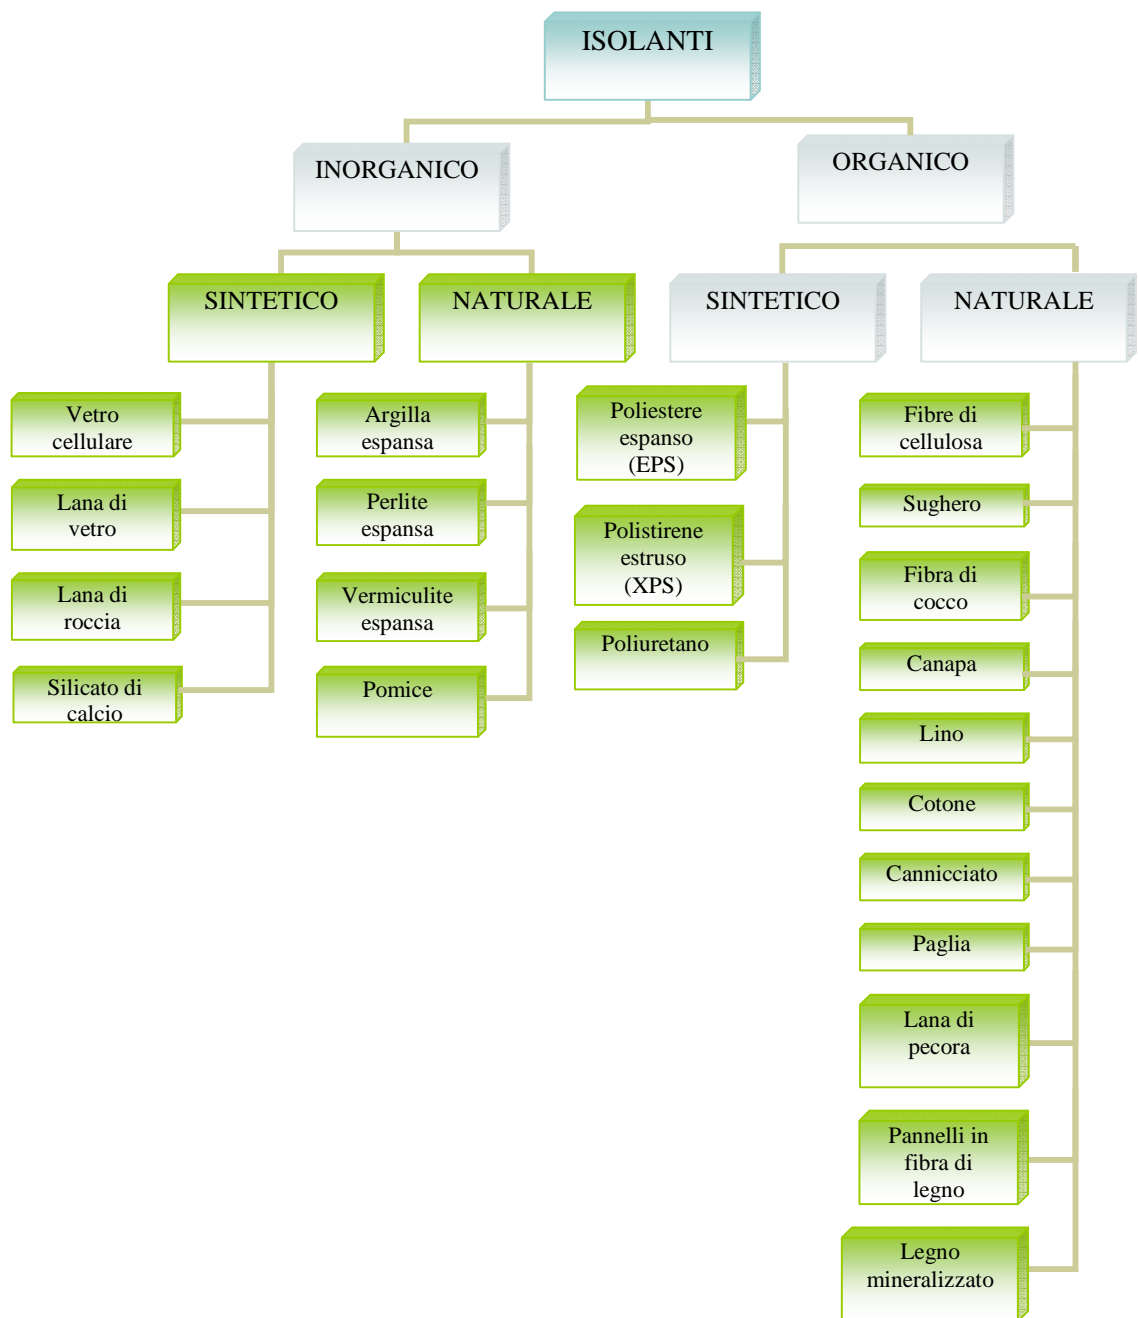 ISOLANTI
INORGANICO
ORGANICO
SINTETICO
NATURALE
SINTETICO
NATURALE
Vetro
cellulare
Lana di
vetro
Lana di
roccia
Silicato di
calcio
Argilla
espansa
Perlite
espansa
Vermiculite
espansa
Pomice
Poliestere
espanso
(EPS)
Polistirene
estruso
(XPS)
Poliuretano
Fibre di
cellulosa
Sughero
Fibra di
cocco
Canapa
Lino
Cotone
Cannicciato
Paglia
Lana di
pecora
Pannelli in
fibra di
legno
Legno
mineralizzato